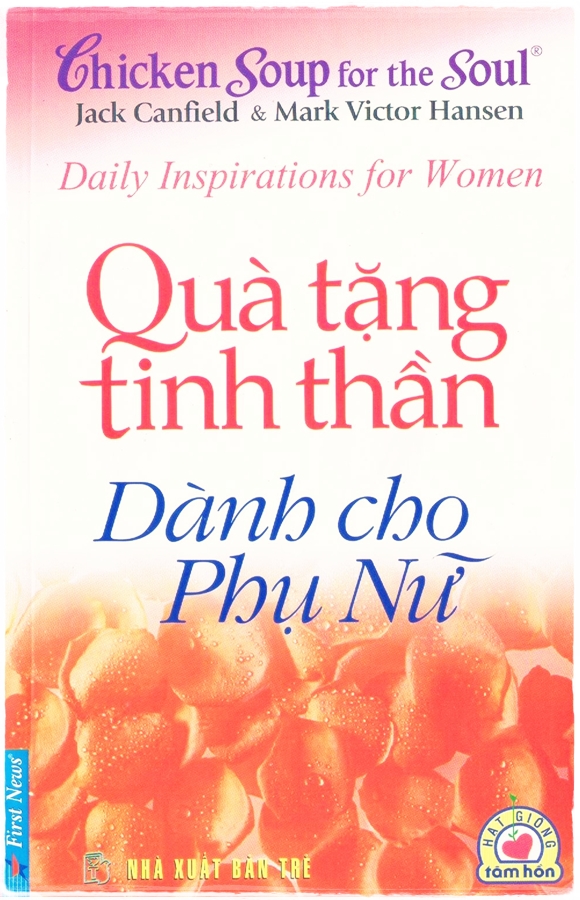 Chicken Soup for the Soul®
Jack Canfield & Mark Victor Hansen
Daily Inspirations for Women
Quà tặng
tinh thần
Dành cho
Phụ Nữ
First News®
NHÀ XUẤT BẢN TRẺ
HẠT GIỐNG
tâm hồn